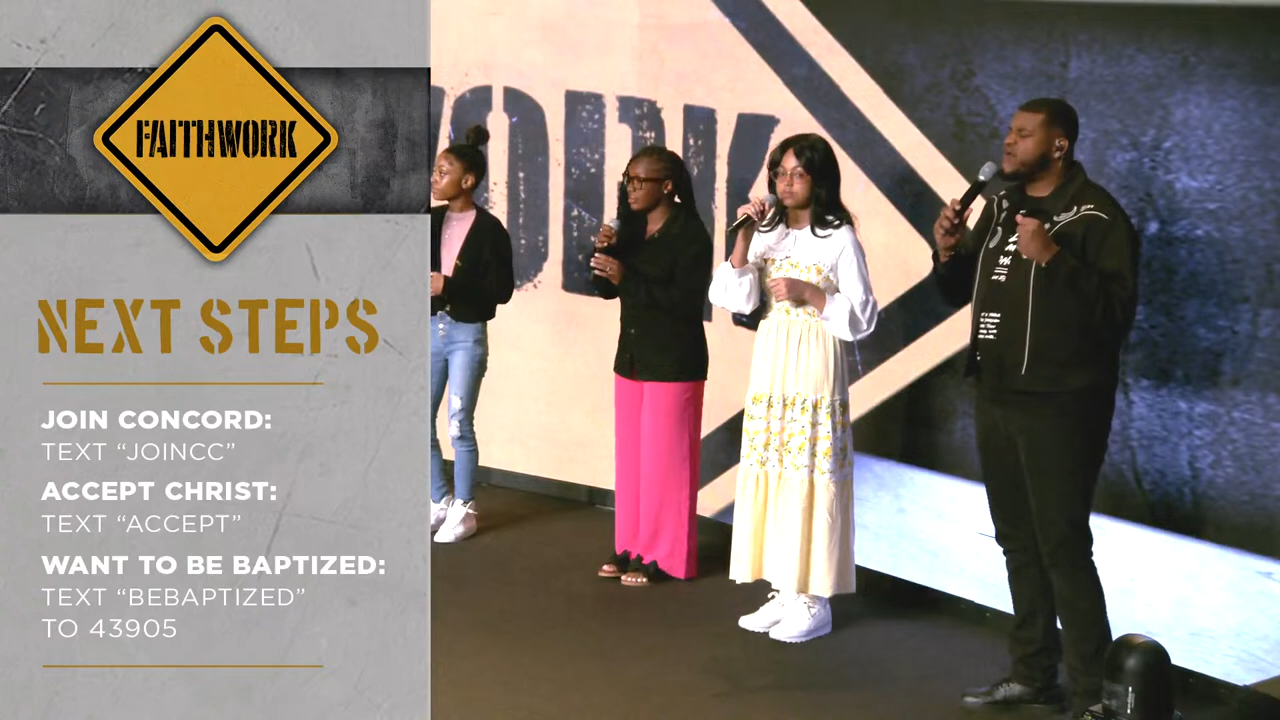 FAITHWORK
NEXT STEPS
JOIN CONCORD:
TEXT “JOINCC”
ACCEPT CHRIST:
TEXT “ACCEPT”
WANT TO BE BAPTIZED:
TEXT “BEBAPTIZED”
TO 43905
WORK